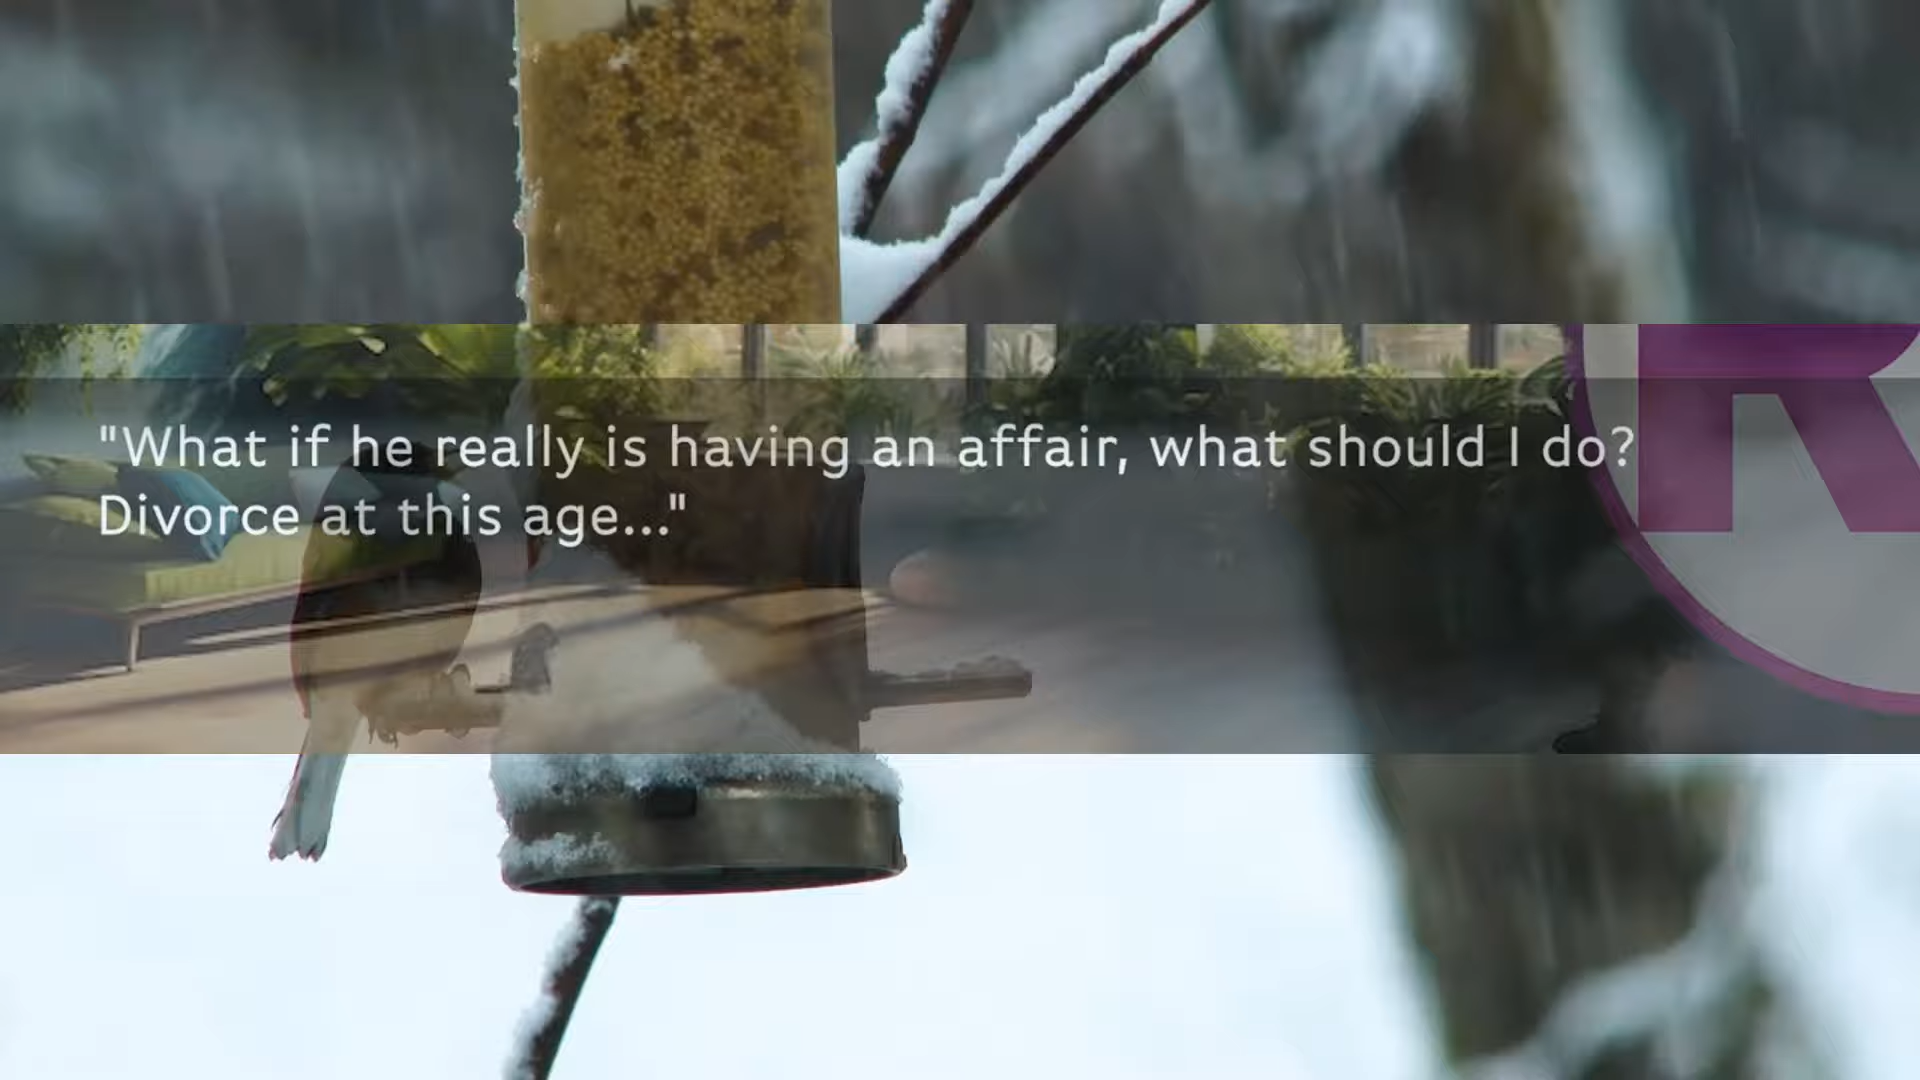 "What if he really is having an affair, what should I do?
Divorce at this age..."
R